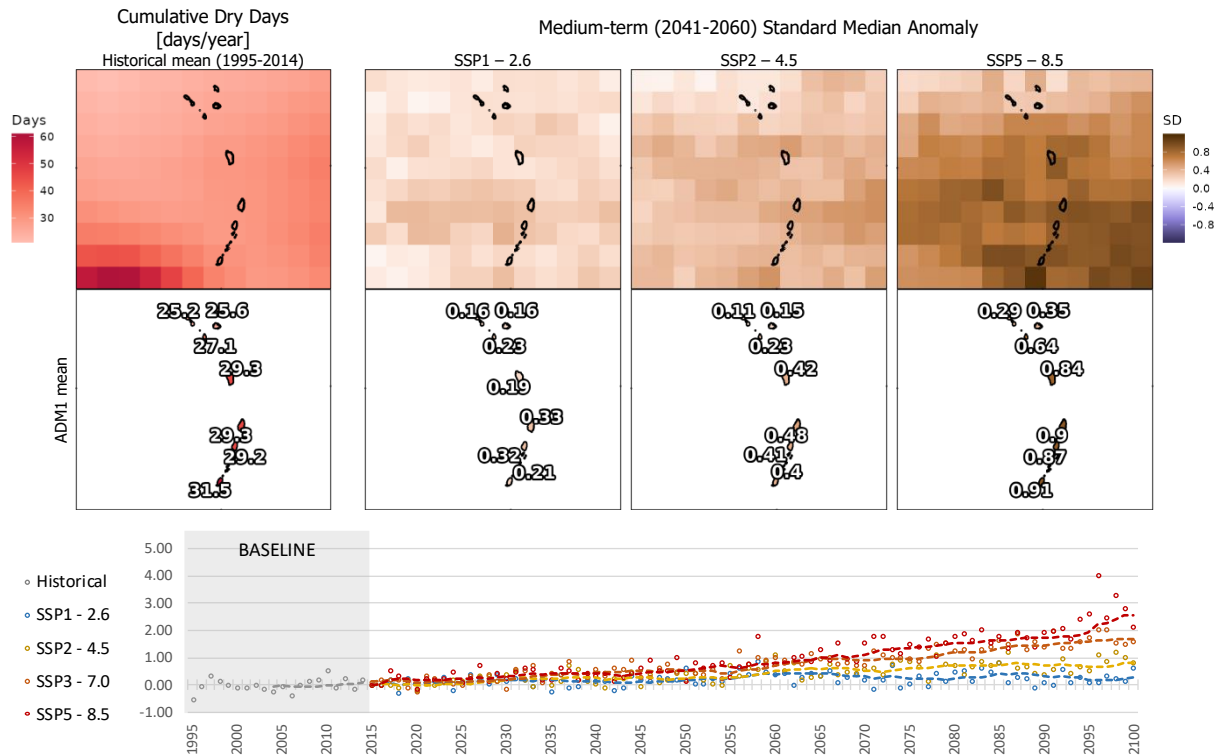 Cumulative Dry Days
[days/year]
Historical mean (1995-2014)
Medium-term (2041-2060) Standard Median Anomaly
SSP1 – 2.6
SSP2 – 4.5
SSP5 – 8.5
Days
60
50
40
30
SD
0.8
0.4
0.0
-0.4
-0.8
ADM1 mean
25.2 25.6
27.1
29.3
29.3
29.2
31.5
0.16 0.16
0.23
0.19
0.33
0.32
0.21
0.11 0.15
0.23
0.42
0.48
0.41
0.4
0.29 0.35
0.64
0.84
0.9
0.87
0.91
Historical
SSP1 - 2.6
SSP2 - 4.5
SSP3 - 7.0
SSP5 - 8.5
BASELINE
5.00
4.00
3.00
2.00
1.00
0.00
-1.00
1995 2000 2005 2010 2015 2020 2025 2030 2035 2040 2045 2050 2055 2060 2065 2070 2075 2080 2085 2090 2095 2100